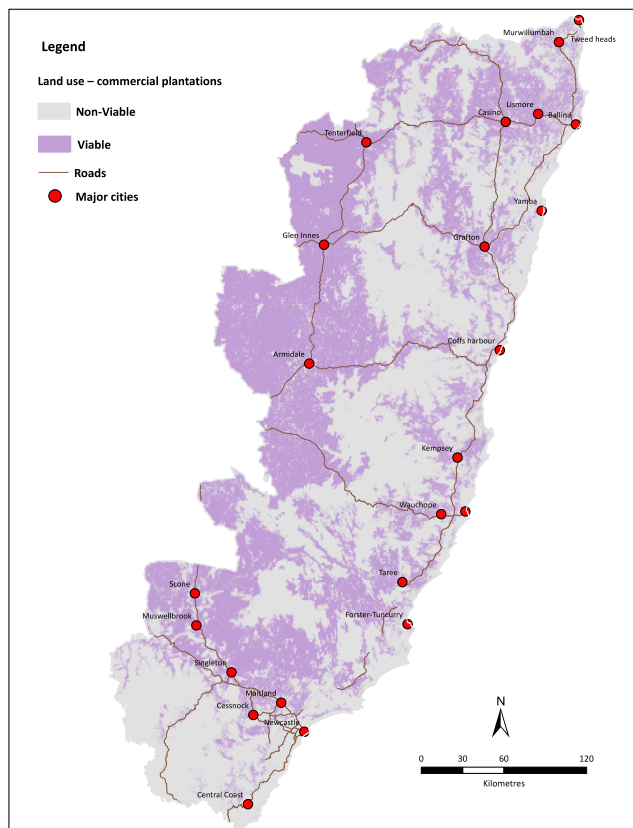 Legend
Land use – commercial plantations
Non-Viable
Viable
Roads
Major cities
Murwillumbah
Tweed heads
Lismore
Casino
Ballina
Tenterfield
Yamba
Glen Innes
Grafton
Coffs harbour
Armidale
Kempsey
Wauchope
Taree
Scone
Forster-Tuncurry
Muswellbrook
Singleton
Maitland
Cessnock
Newcastle
Central Coast
N
0 30 60 120
Kilometres